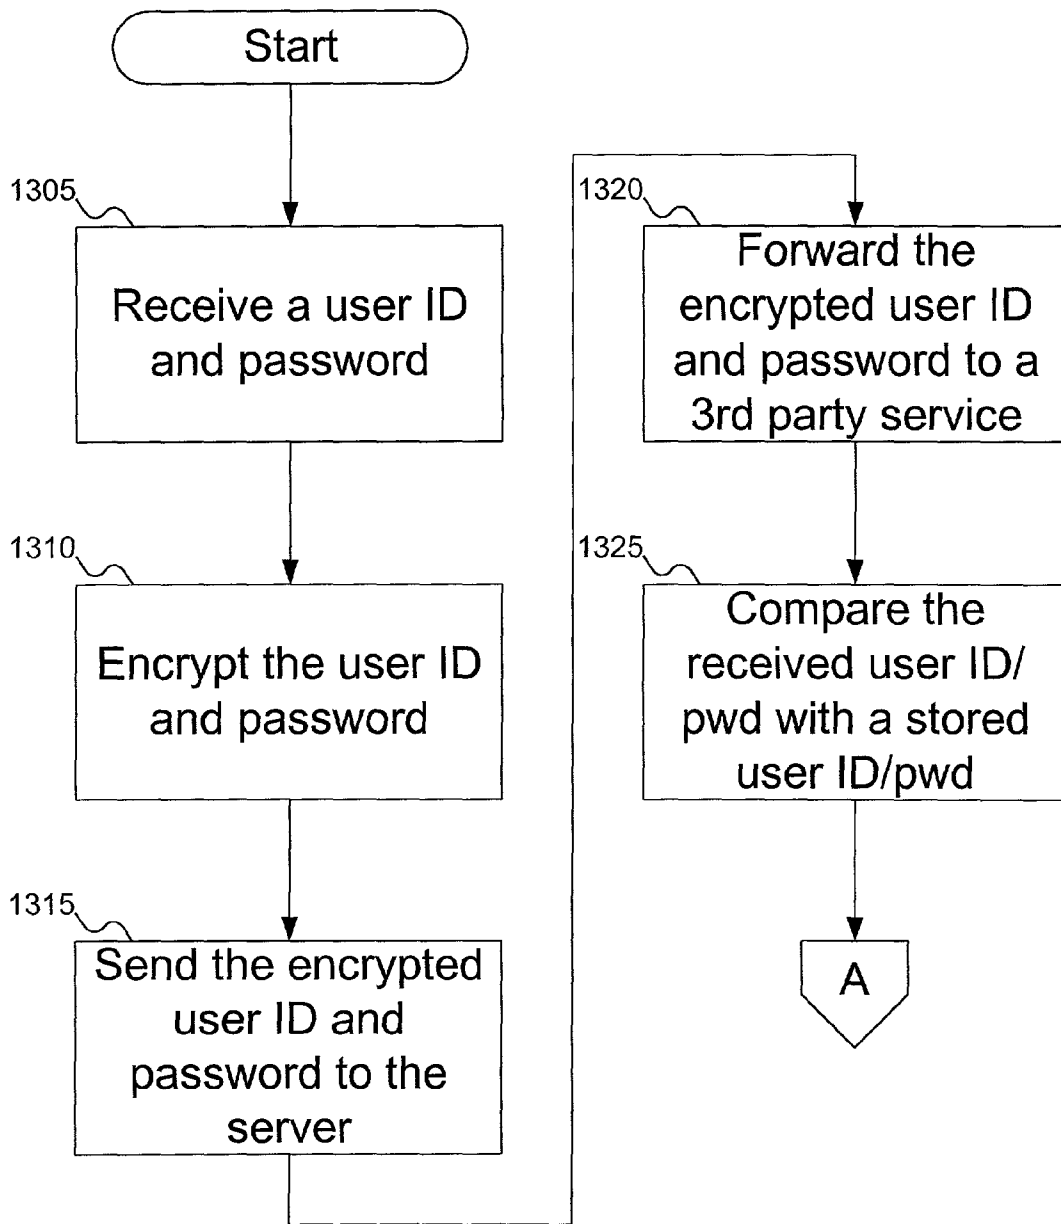 Start
1305
Receive a user ID
and password
1310
Encrypt the user ID
and password
1315
Send the encrypted
user ID and
password to the
server
1320
Forward the
encrypted user ID
and password to a
3rd party service
1325
Compare the
received user ID/
pwd with a stored
user ID/pwd
A